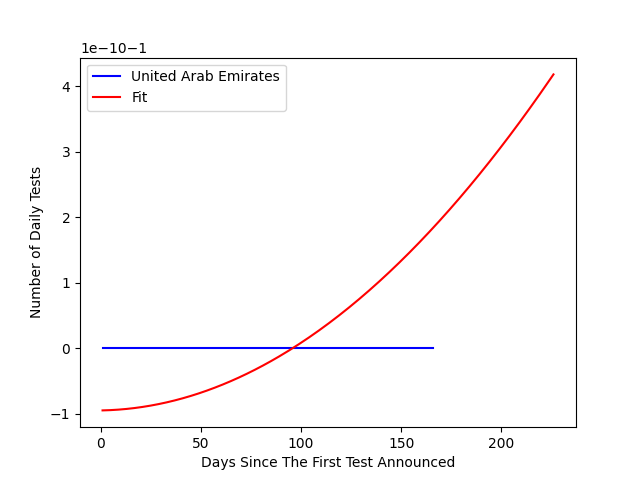 1e−10−1
United Arab Emirates
Fit
4
3
2
1
0
−1
Number of Daily Tests
0 50 100 150 200
Days Since The First Test Announced